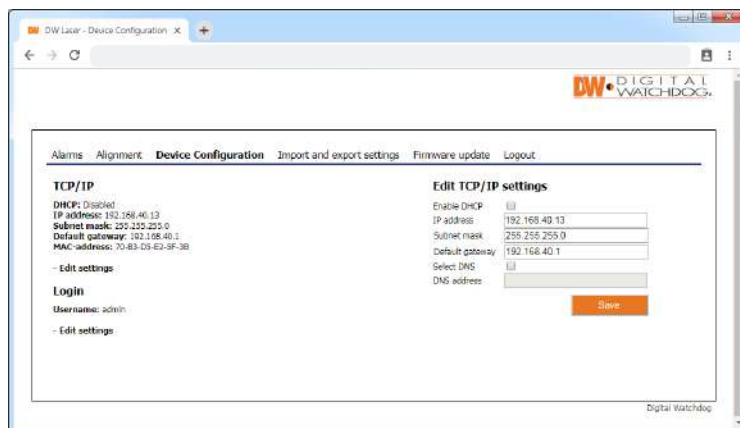 DW DW Laser - Device Configuration
DW DIGITAL
WATCHDOG
Alarms Alignment Device Configuration Import and export settings Firmware update Logout
TCP/IP
DHCP: Disabled
IP address: 192.168.40.13
Subnet mask: 255.255.255.0
Default gateway: 192.168.40.1
MAC-address: 70-B3-D5-E2-5F-3B
- Edit settings
Login
Username: admin
- Edit settings
Edit TCP/IP settings
Enable DHCP
IP address 192.168.40.13
Subnet mask 255.255.255.0
Default gateway 192.168.40.1
Select DNS
DNS address
Save
Digital Watchdog